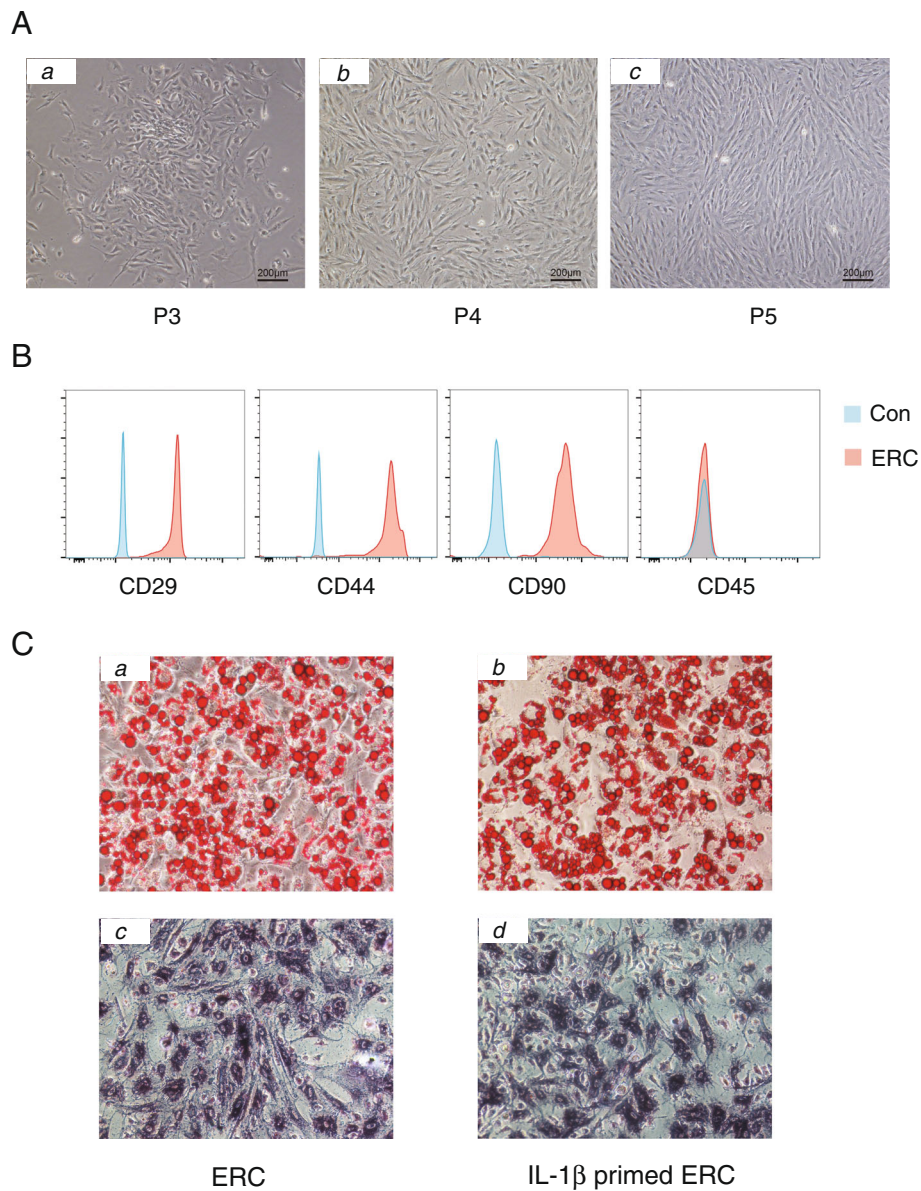 A
a
b
c
200μm
200μm
200μm
P3
P4
P5
B
Con
ERC
CD29
CD44
CD90
CD45
C
a
b
c
d
ERC
IL-1β primed ERC